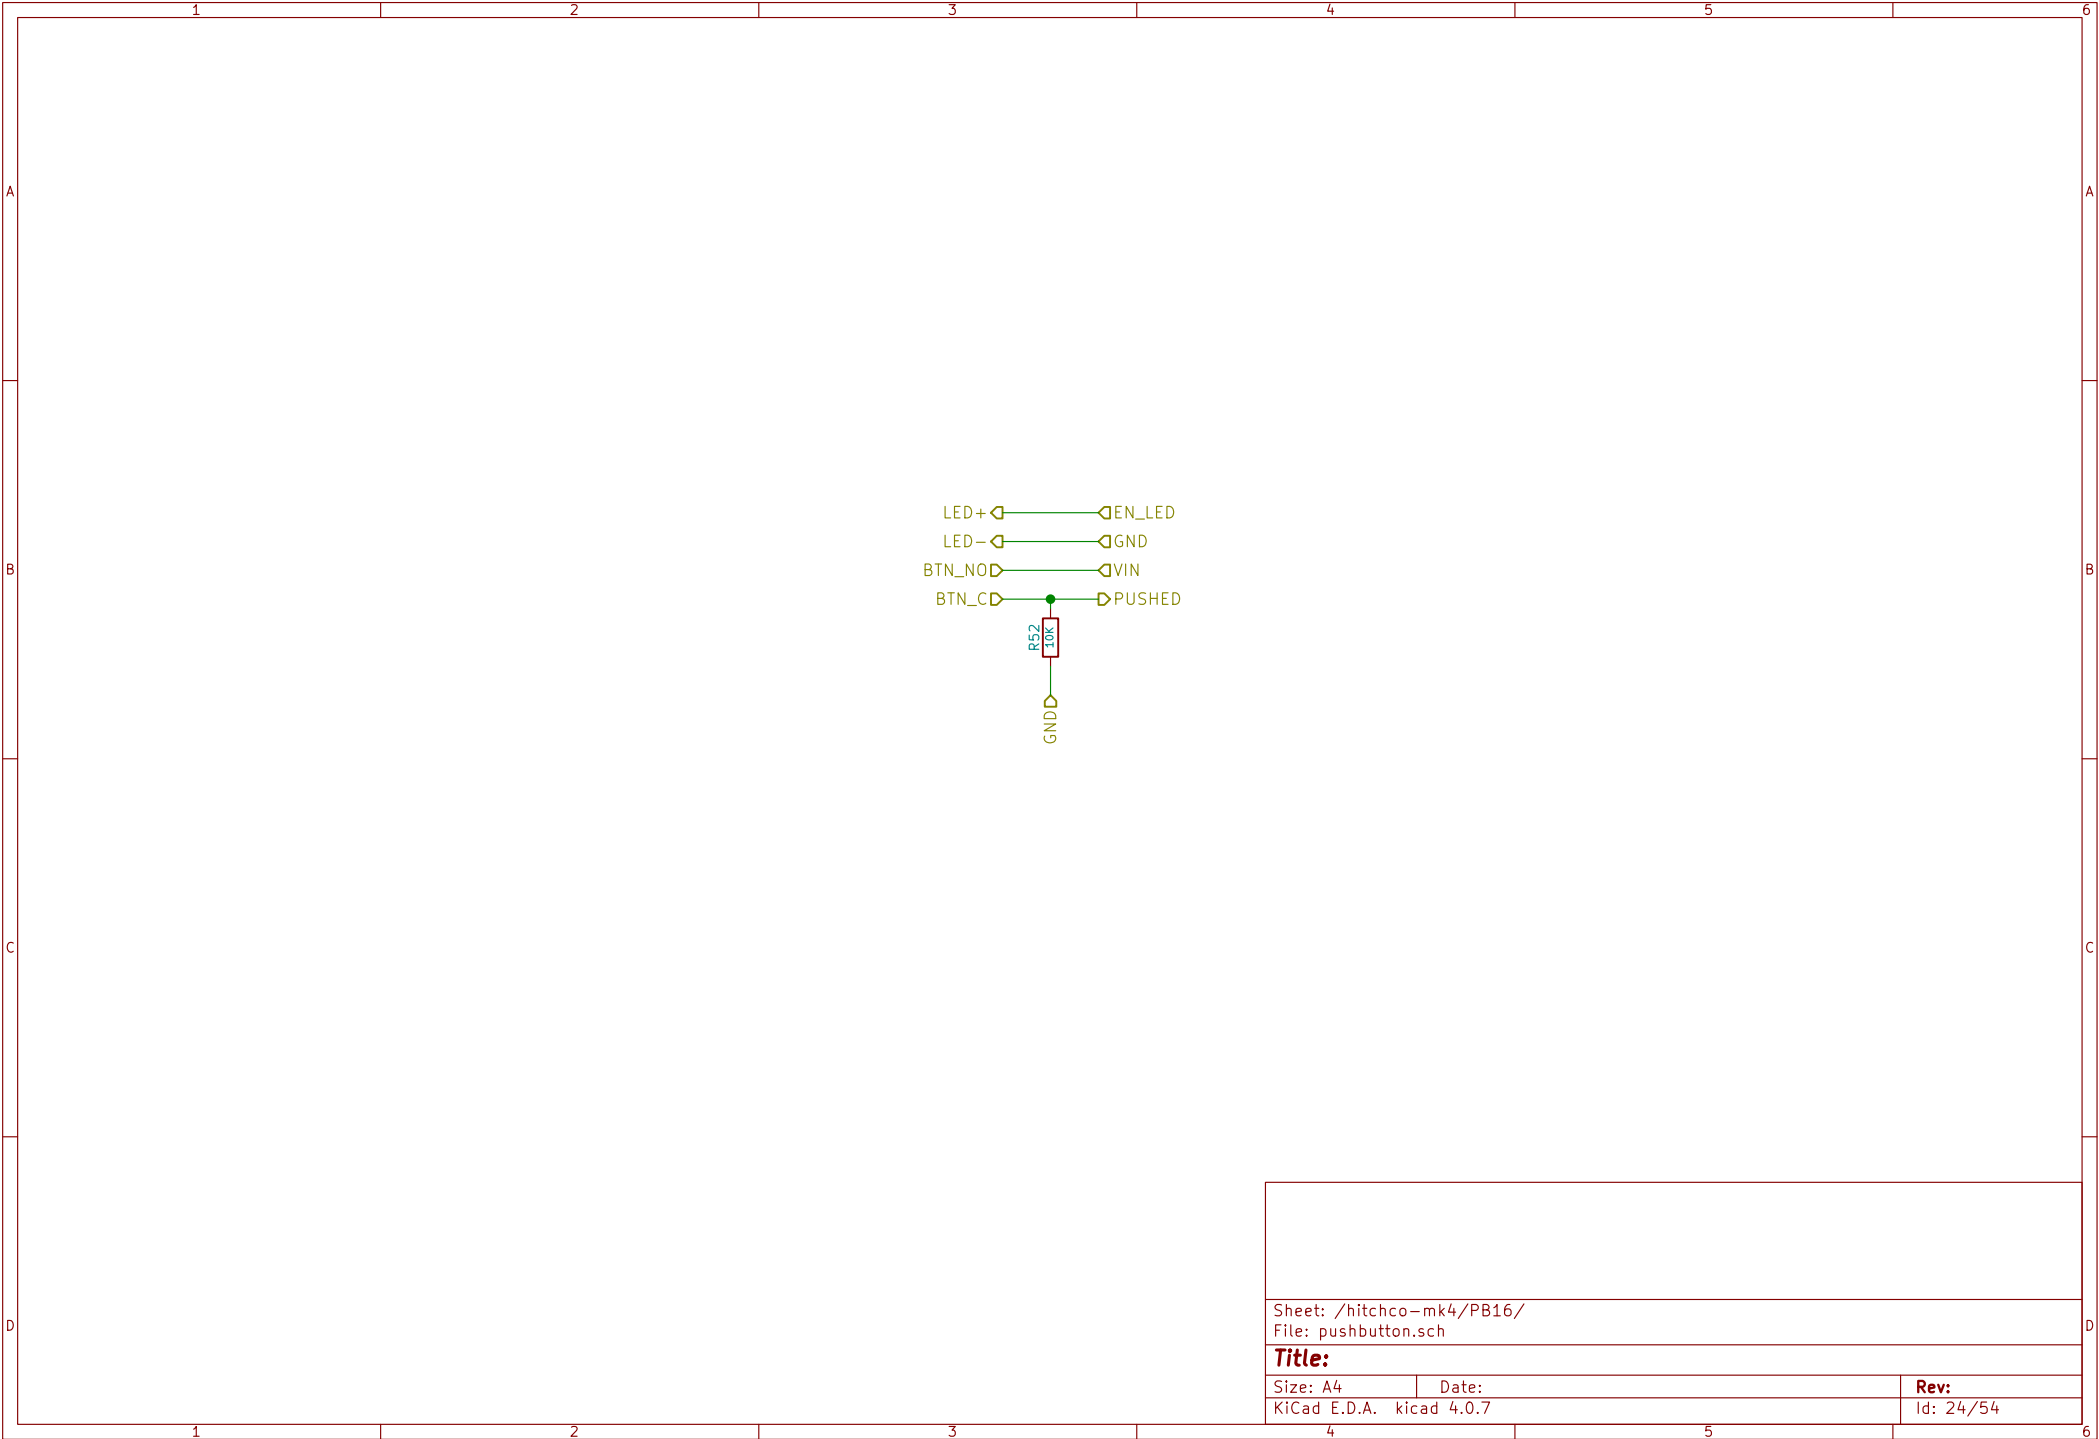 1 2 3 4 5 6
A A
LED+ EN_LED
LED- GND
B B
BTN_NO VIN
BTN_C PUSHED
R52 10K
GND
C C
Sheet: /hitchco-mk4/PB16/
D D
File: pushbutton.sch
Title:
Size: A4 Date: Rev:
KiCad E.D.A. kicad 4.0.7 Id: 24/54
1 2 3 4 5 6